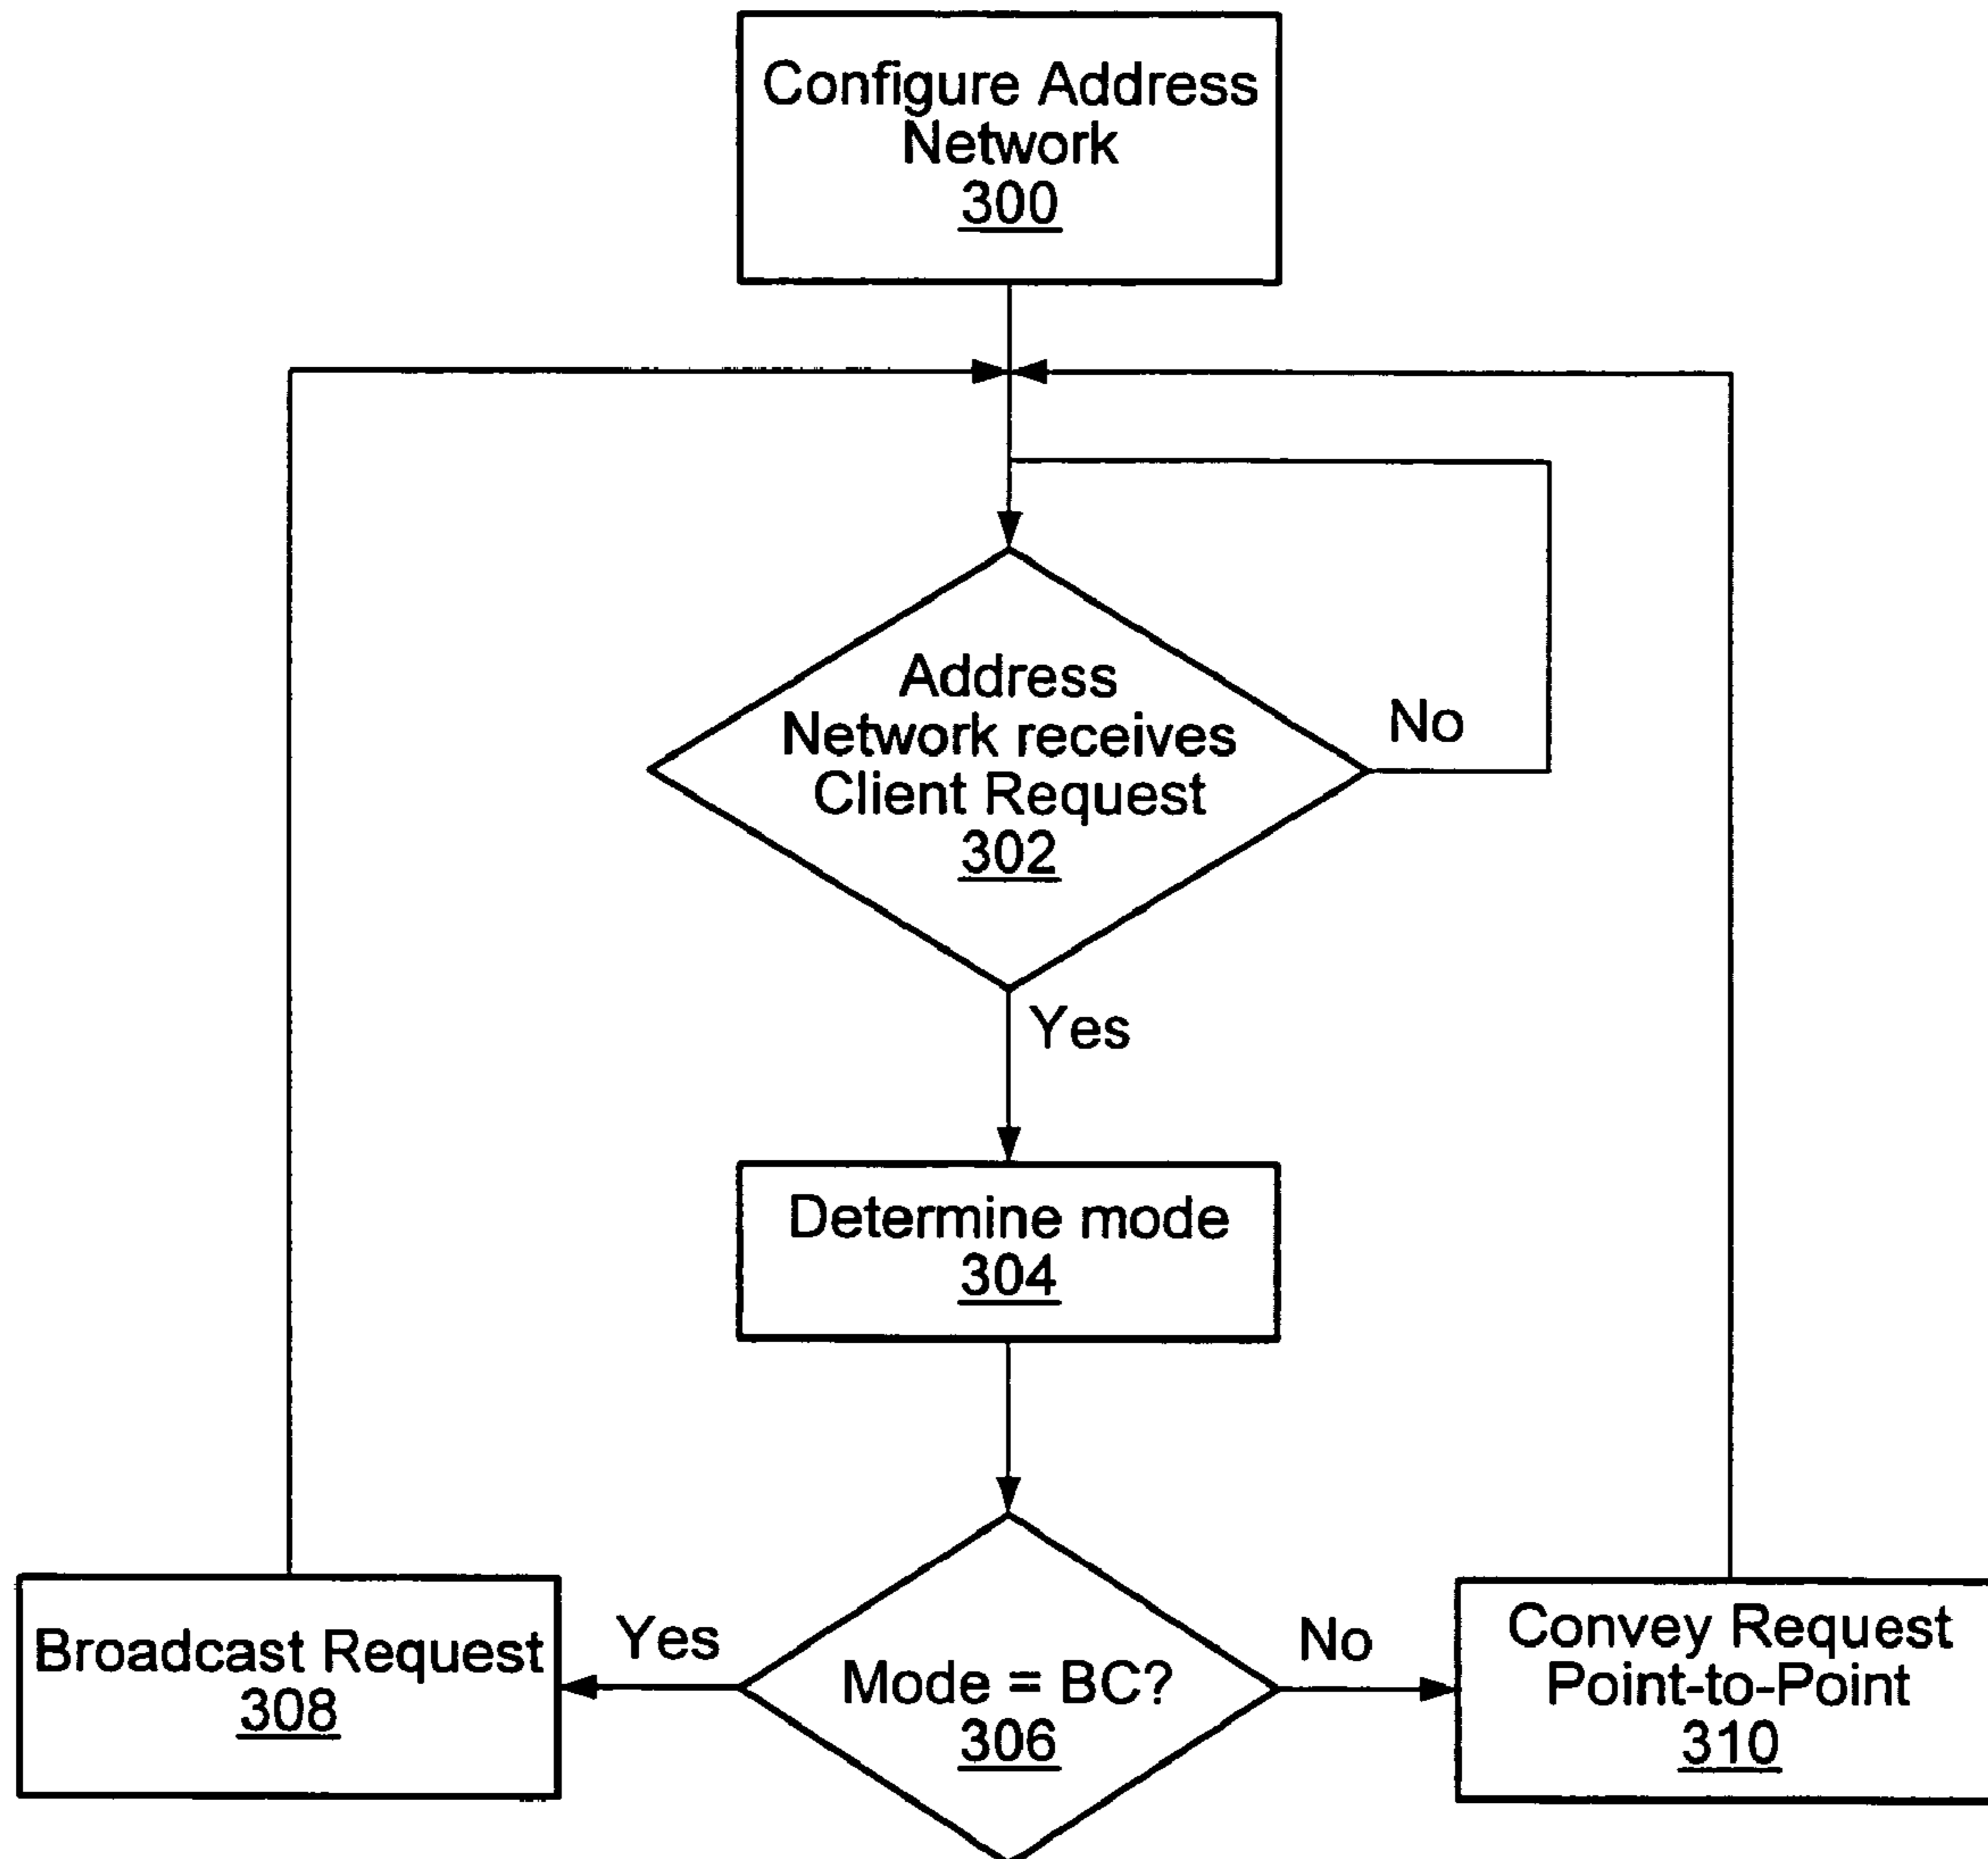 Configure Address
Network
300
Address
Network receives
Client Request
302
No
Yes
Determine mode
304
Broadcast Request
308
Yes
Mode = BC?
306
No
Convey Request
Point-to-Point
310